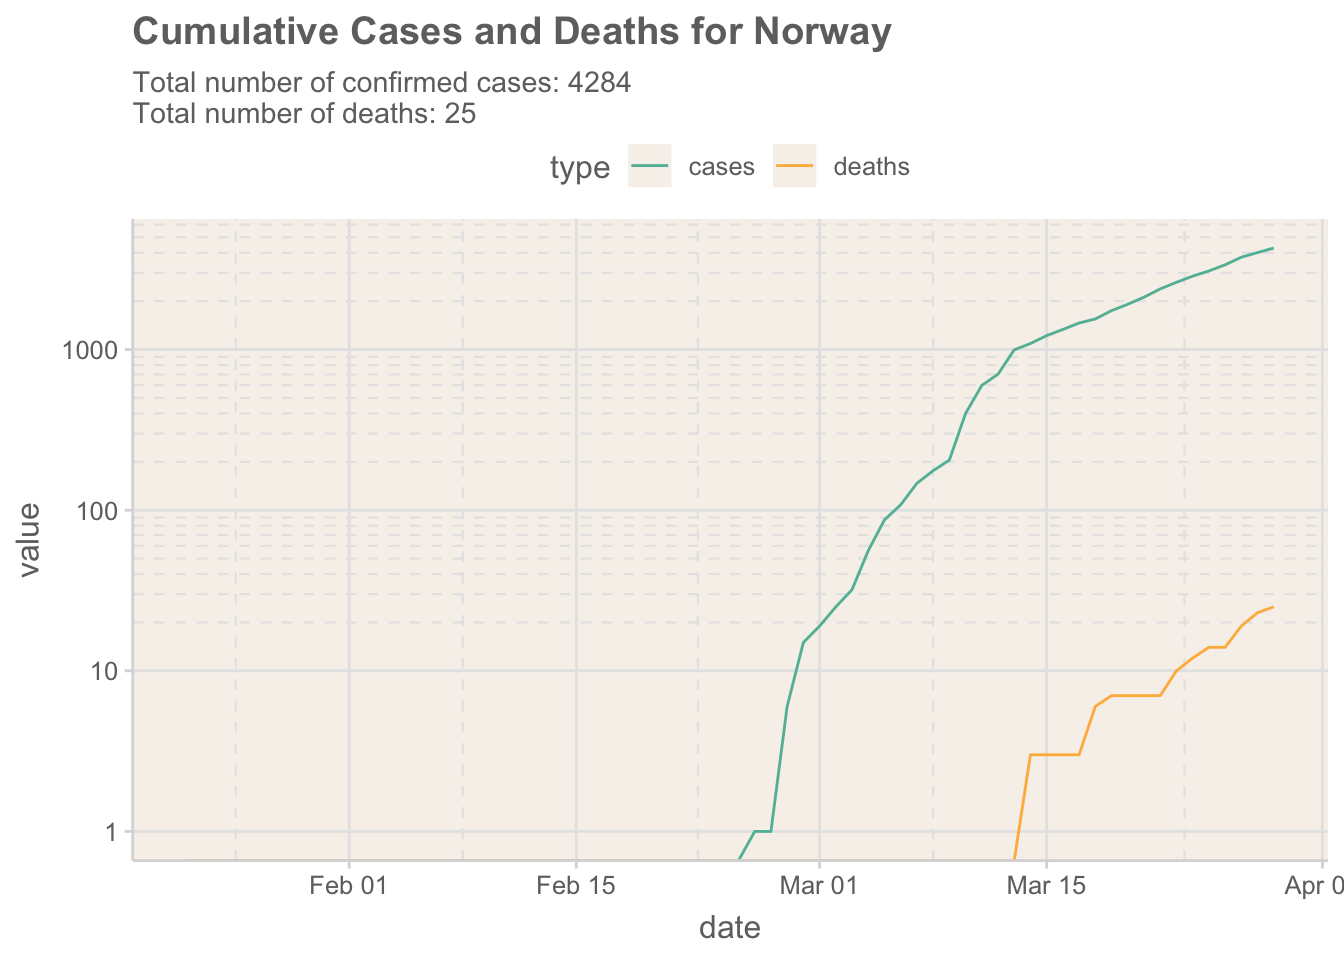 Cumulative Cases and Deaths for Norway
Total number of confirmed cases: 4284
Total number of deaths: 25
type cases deaths
1000
100
10
1
value
Feb 01 Feb 15 Mar 01 Mar 15 Apr 0
date